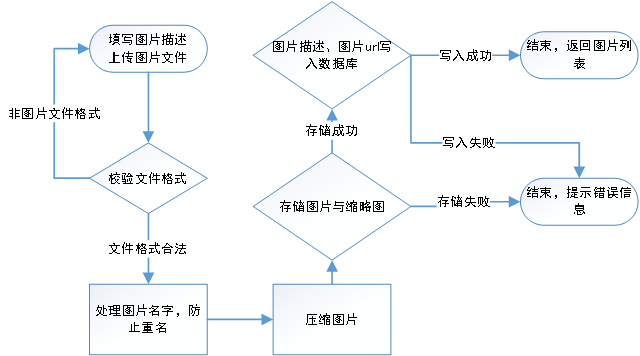 填写图片描述
上传图片文件
非图片文件格式
校验文件格式
文件格式合法
处理图片名字，防
止重名
压缩图片
存储图片与缩略图
存储成功
存储失败
图片描述、图片url写
入数据库
写入成功
写入失败
结束，返回图片列
表
结束，提示错误信
息